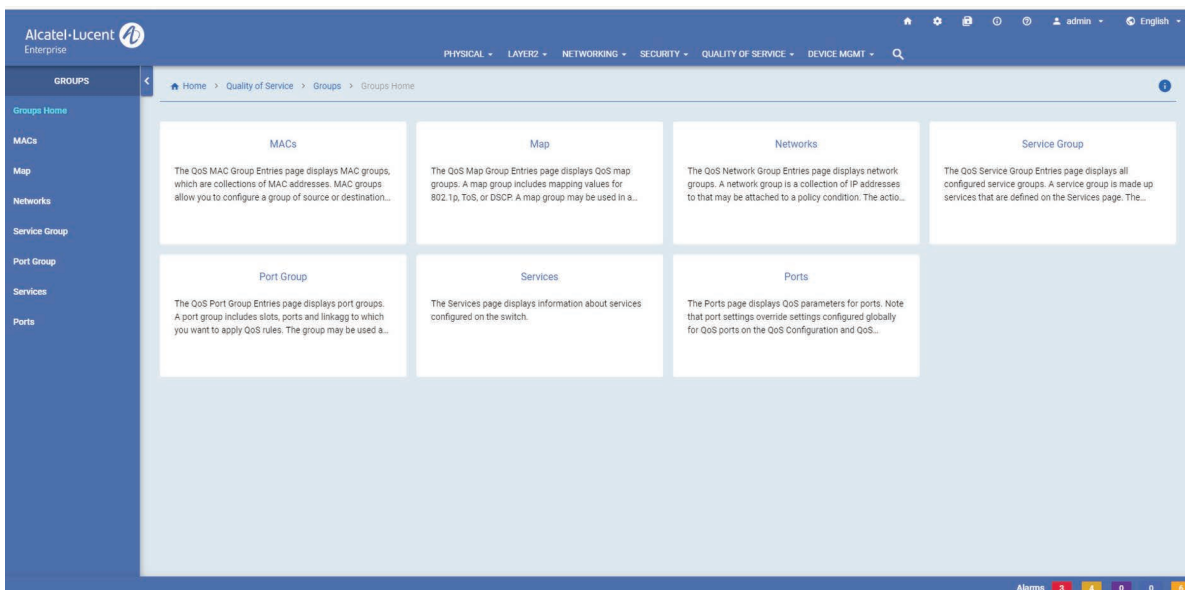 Alcatel·Lucent
Enterprise
admin
English
PHYSICAL
LAYER2
NETWORKING
SECURITY
QUALITY OF SERVICE
DEVICE MGMT
GROUPS
Home > Quality of Service > Groups > Groups Home
Groups Home
MACs
Map
Networks
Service Group
Port Group
Services
Ports
MACs
The QoS MAC Group Entries page displays MAC groups,
which are collections of MAC addresses. MAC groups
allow you to configure a group of source or destination...
Map
The QoS Map Group Entries page displays QoS map
groups. A map group includes mapping values for
802.1p, ToS, or DSCP. A map group may be used in a...
Networks
The QoS Network Group Entries page displays network
groups. A network group is a collection of IP addresses
to that may be attached to a policy condition. The actio...
Service Group
The QoS Service Group Entries page displays all
configured service groups. A service group is made up
services that are defined on the Services page. The...
Port Group
The QoS Port Group Entries page displays port groups.
A port group includes slots, ports and linkagg to which
you want to apply QoS rules. The group may be used a...
Services
The Services page displays information about services
configured on the switch.
Ports
The Ports page displays QoS parameters for ports. Note
that port settings override settings configured globally
for QoS ports on the QoS Configuration and QoS...
Alarms 3 4 0 0